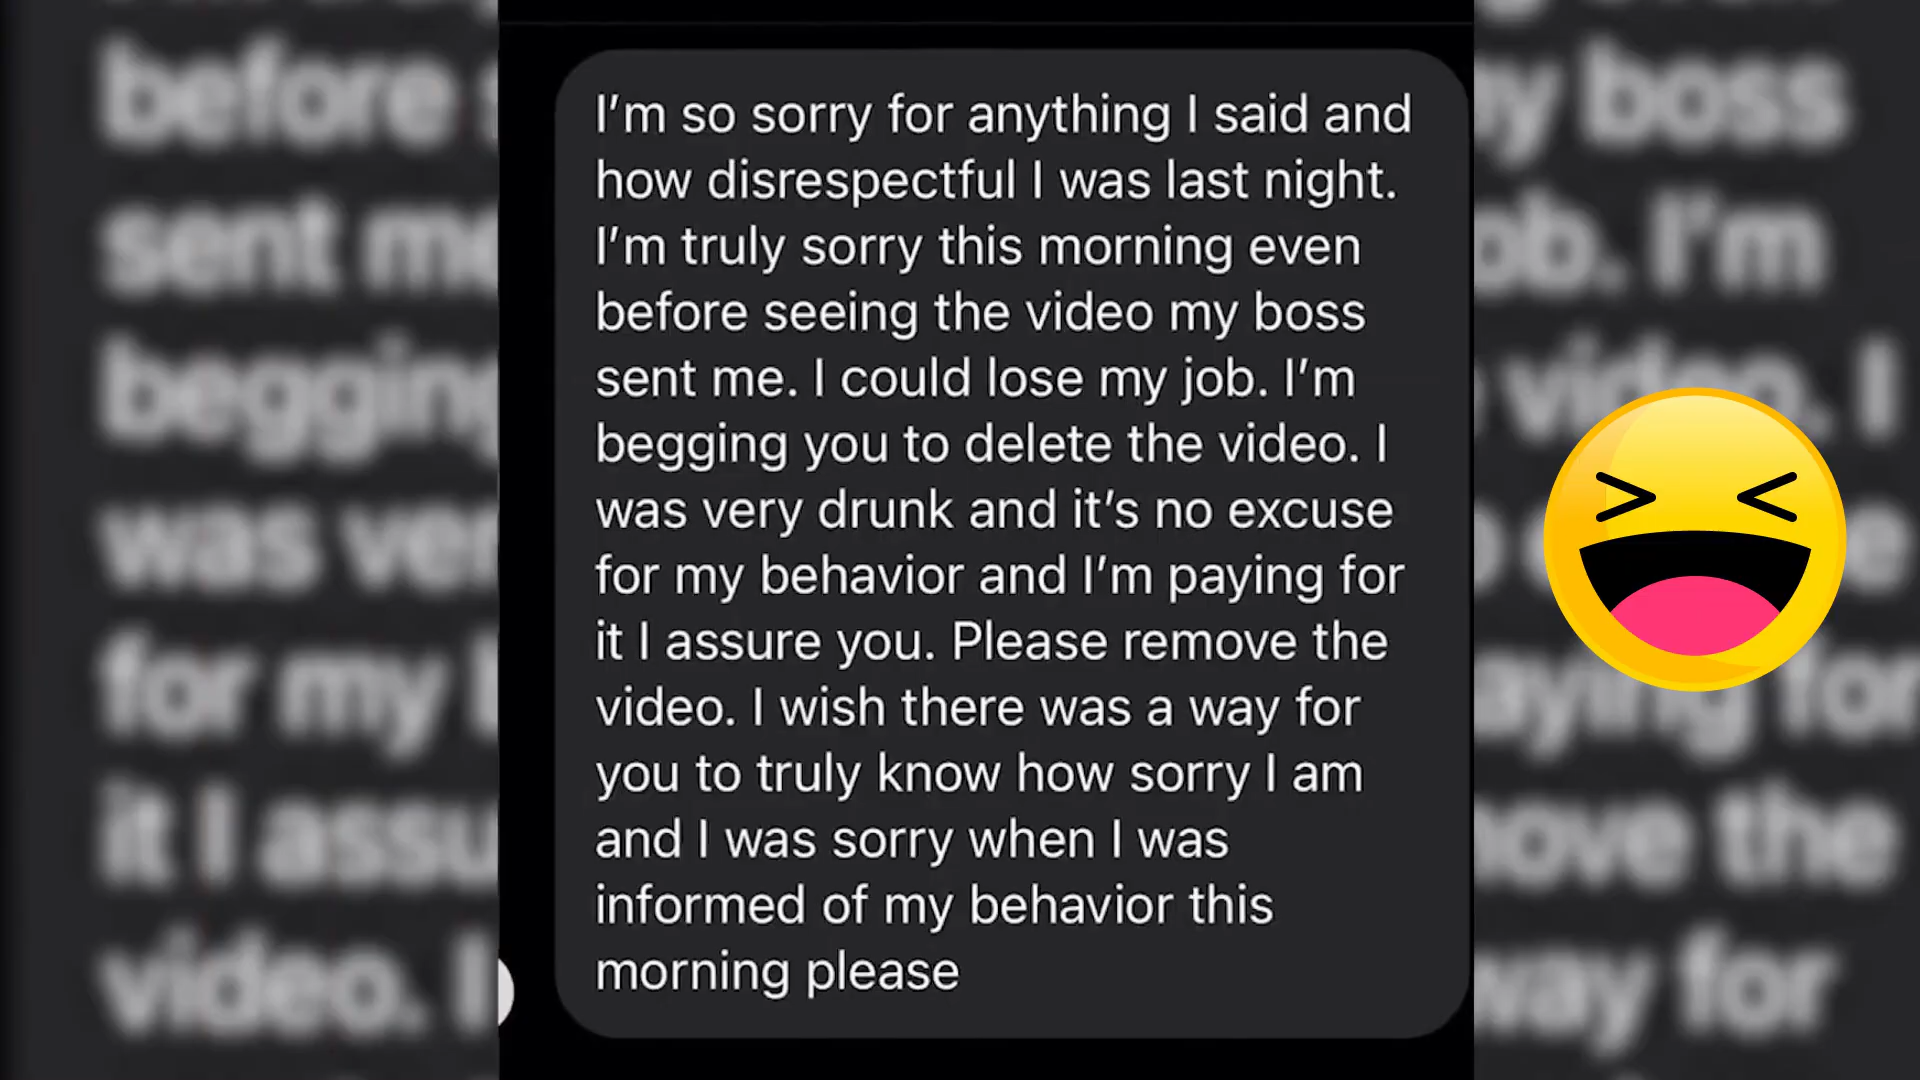 I’m so sorry for anything I said and
how disrespectful I was last night.
I’m truly sorry this morning even
before seeing the video my boss
sent me. I could lose my job. I’m
begging you to delete the video. I
was very drunk and it’s no excuse
for my behavior and I’m paying for
it I assure you. Please remove the
video. I wish there was a way for
you to truly know how sorry I am
and I was sorry when I was
informed of my behavior this
morning please